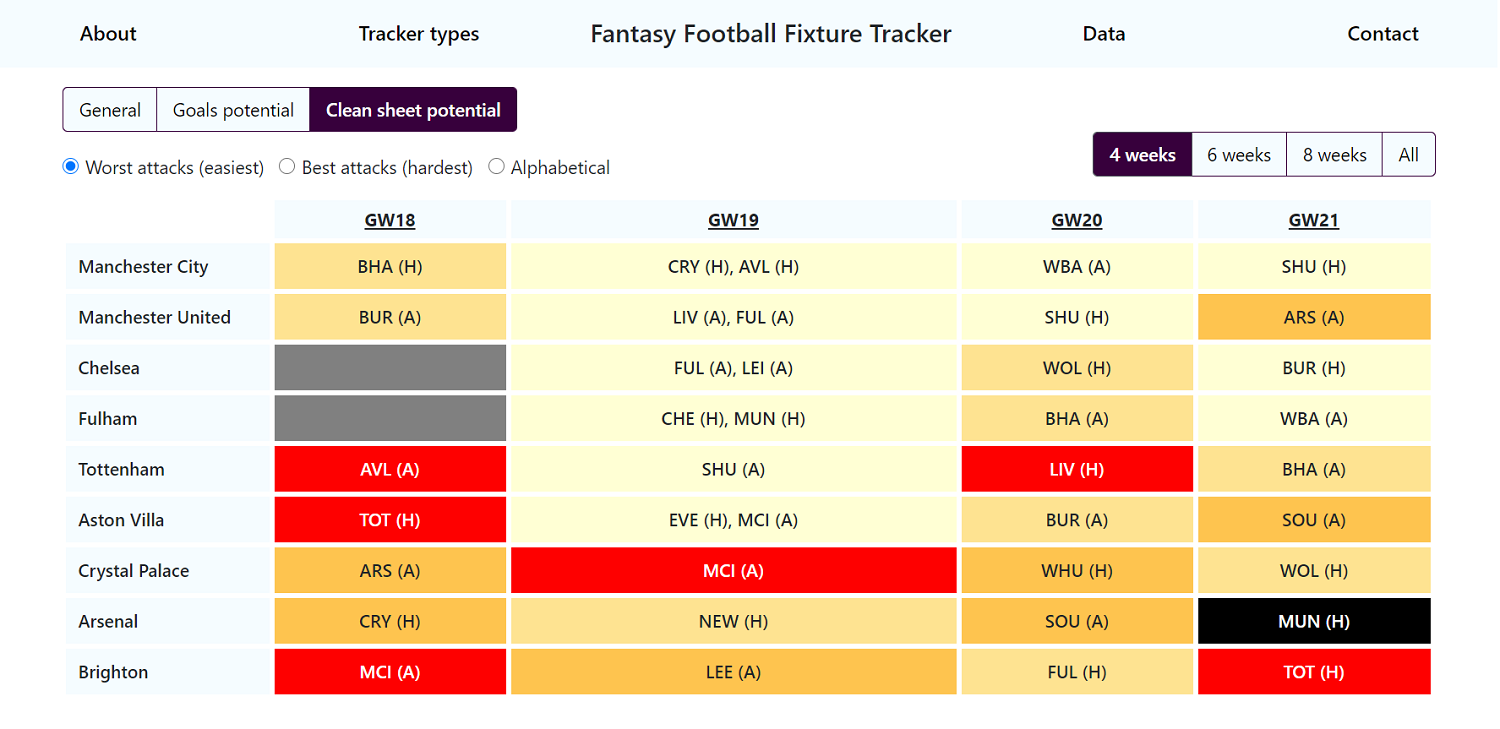 About Tracker types Fantasy Football Fixture Tracker Data Contact
General Goals potential Clean sheet potential
4 weeks 6 weeks 8 weeks All
Worst attacks (easiest) Best attacks (hardest) Alphabetical
GW18 GW19 GW20 GW21
Manchester City BHA (H) CRY (H), AVL (H) WBA (A) SHU (H)
Manchester United BUR (A) LIV (A), FUL (A) SHU (H) ARS (A)
Chelsea FUL (A), LEI (A) WOL (H) BUR (H)
Fulham CHE (H), MUN (H) BHA (A) WBA (A)
Tottenham AVL (A) SHU (A) LIV (H) BHA (A)
Aston Villa TOT (H) EVE (H), MCI (A) BUR (A) SOU (A)
Crystal Palace ARS (A) MCI (A) WHU (H) WOL (H)
Arsenal CRY (H) NEW (H) SOU (A) MUN (H)
Brighton MCI (A) LEE (A) FUL (H) TOT (H)